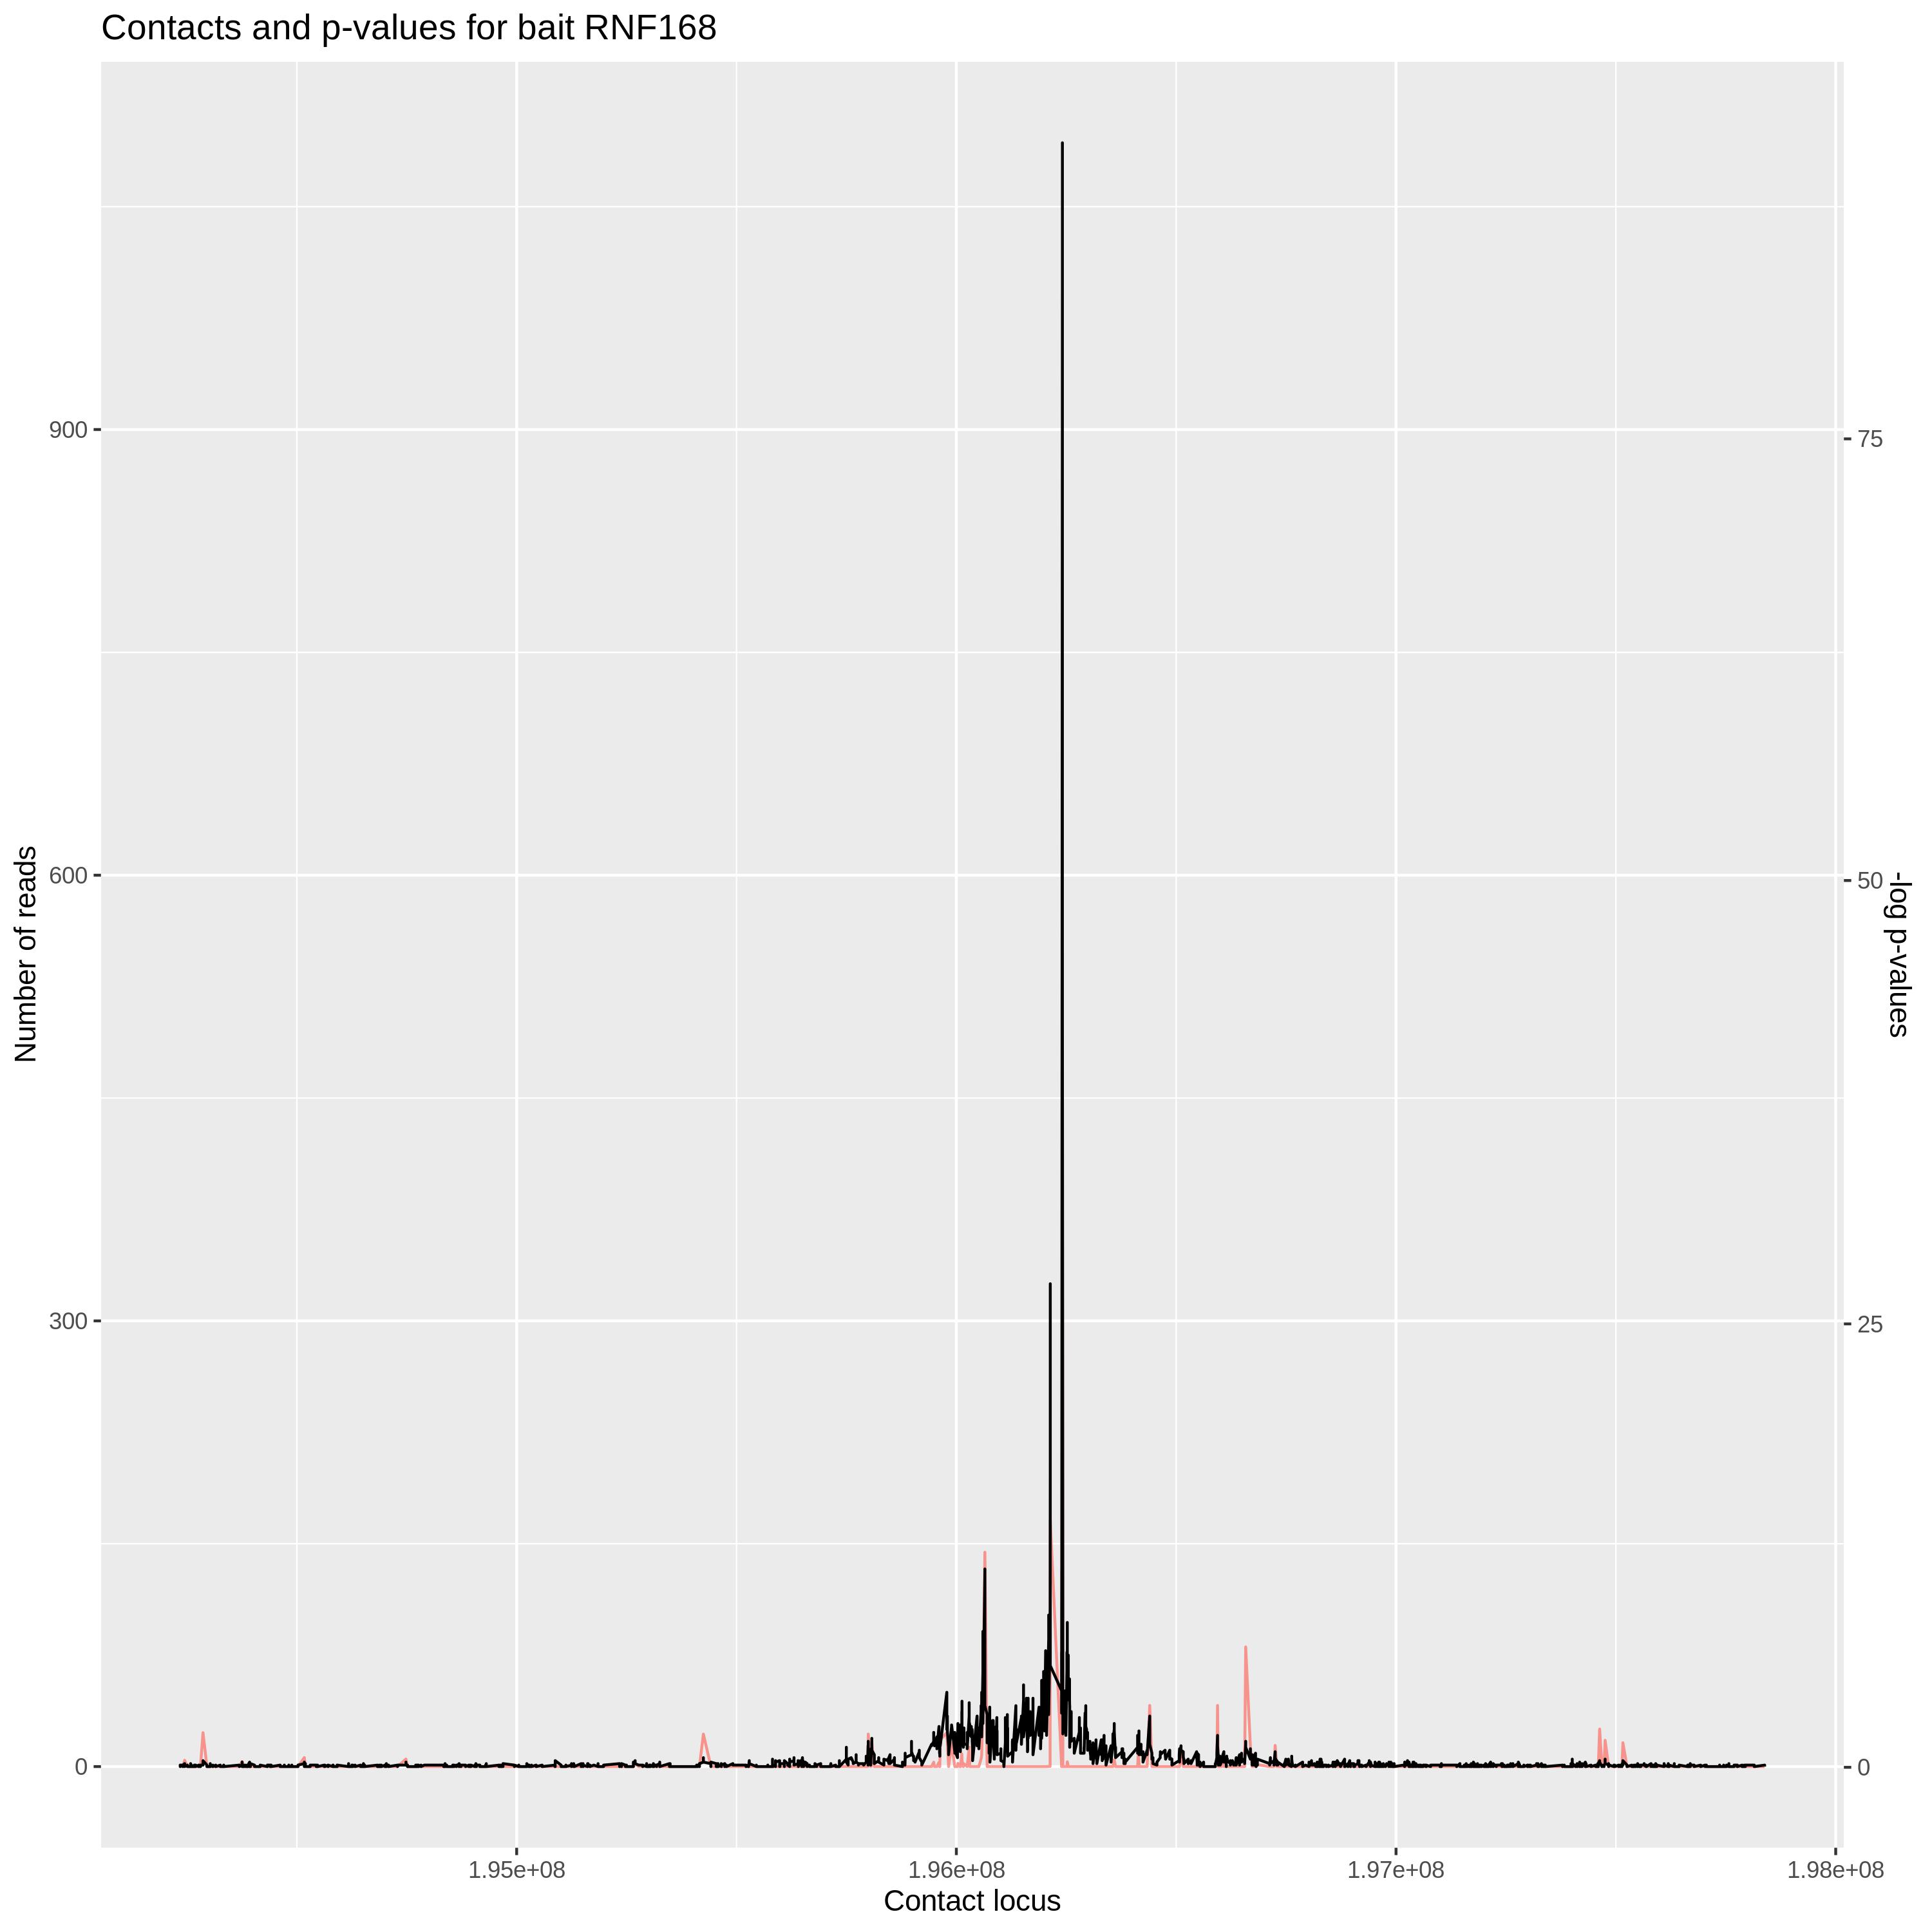 Contacts and p-values for bait RNF168
900
600
300
0
75
50
25
0
Number of reads
-log p-values
1.95e+08 1.96e+08 1.97e+08 1.98e+08
Contact locus